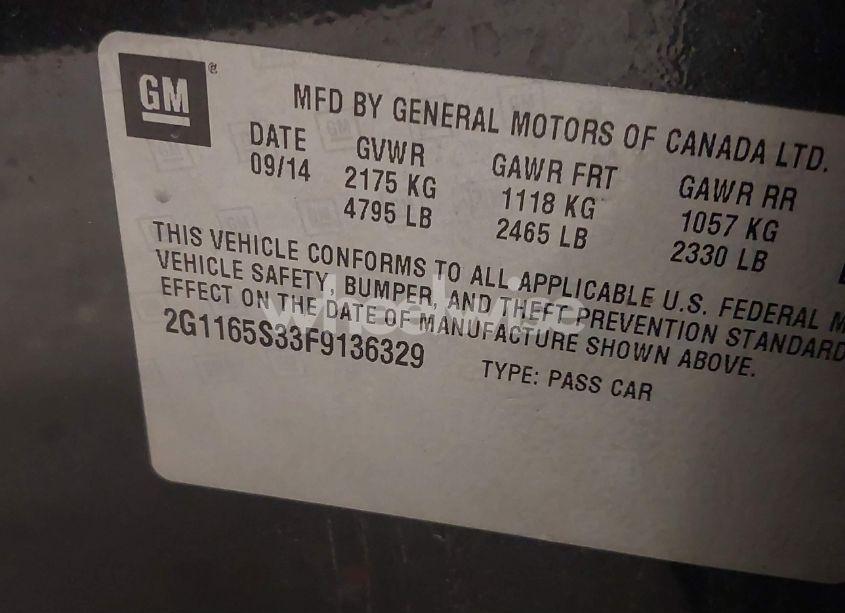 GM ®
MFD BY GENERAL MOTORS OF CANADA LTD.
DATE GVWR GAWR FRT GAWR RR
09/14 2175 KG 1118 KG 1057 KG
4795 LB 2465 LB 2330 LB
THIS VEHICLE CONFORMS TO ALL APPLICABLE U.S. FEDERAL M
VEHICLE SAFETY, BUMPER, AND THEFT PREVENTION STANDARD
EFFECT ON THE DATE OF MANUFACTURE SHOWN ABOVE.
2G1165S33F9136329 TYPE: PASS CAR
wheelwise